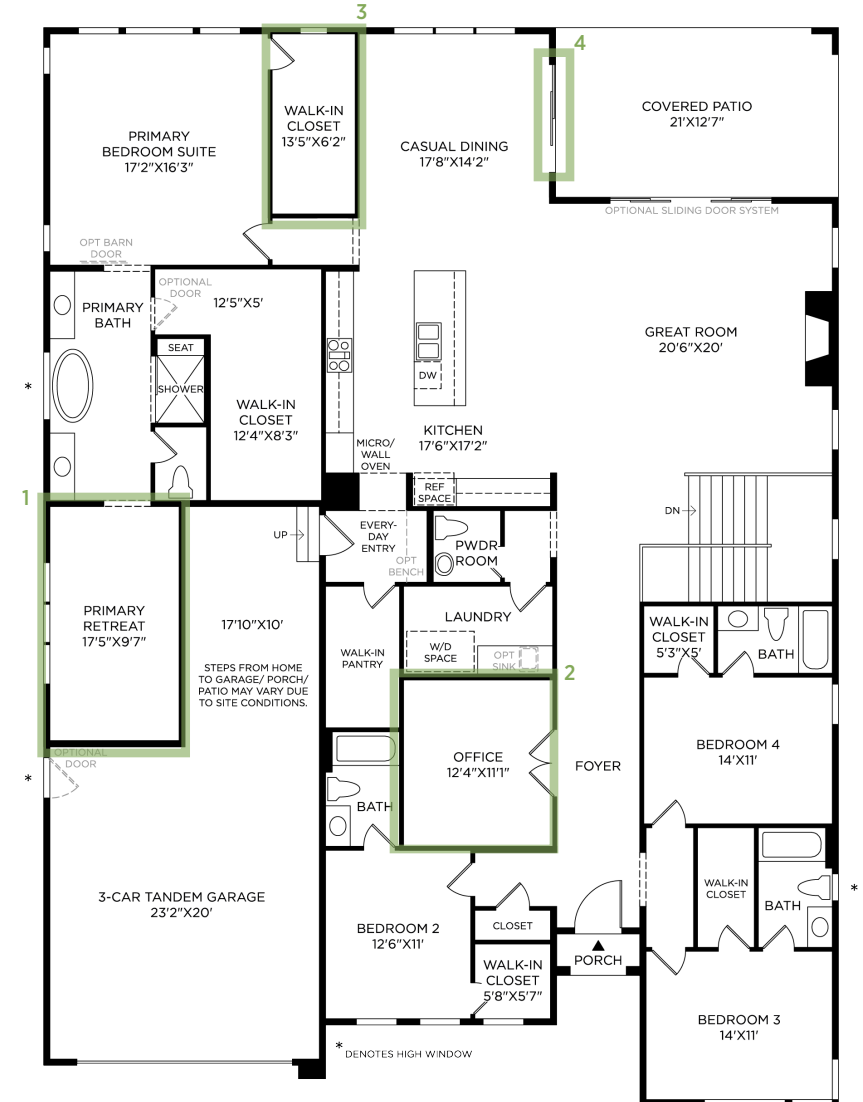 3
4
WALK-IN
CLOSET
13'5"X6'2"
COVERED PATIO
21'X12'7"
PRIMARY
BEDROOM SUITE
17'2"X16'3"
CASUAL DINING
17'8"X14'2"
OPTIONAL SLIDING DOOR SYSTEM
OPT BARN
DOOR
OPTIONAL
DOOR
12'5"X5'
PRIMARY
BATH
GREAT ROOM
20'6"X20'
SEAT
SHOWER
DW
*
WALK-IN
CLOSET
12'4"X8'3"
KITCHEN
17'6"X17'2"
MICRO/
WALL
OVEN
REF
SPACE
1
UP
EVERY-
DAY
ENTRY
OPT
BENCH
PWDR
ROOM
DN
PRIMARY
RETREAT
17'5"X9'7"
17'10"X10'
LAUNDRY
WALK-IN
CLOSET
5'3"X5'
BATH
WALK-IN
PANTRY
W/D
SPACE
OPT
SINK
STEPS FROM HOME
TO GARAGE/ PORCH/
PATIO MAY VARY DUE
TO SITE CONDITIONS.
2
OPTIONAL
DOOR
*
OFFICE
12'4"X11'1"
FOYER
BEDROOM 4
14'X11'
BATH
3-CAR TANDEM GARAGE
23'2"X20'
WALK-IN
CLOSET
BATH
*
BEDROOM 2
12'6"X11'
CLOSET
PORCH
WALK-IN
CLOSET
5'8"X5'7"
BEDROOM 3
14'X11'
* DENOTES HIGH WINDOW